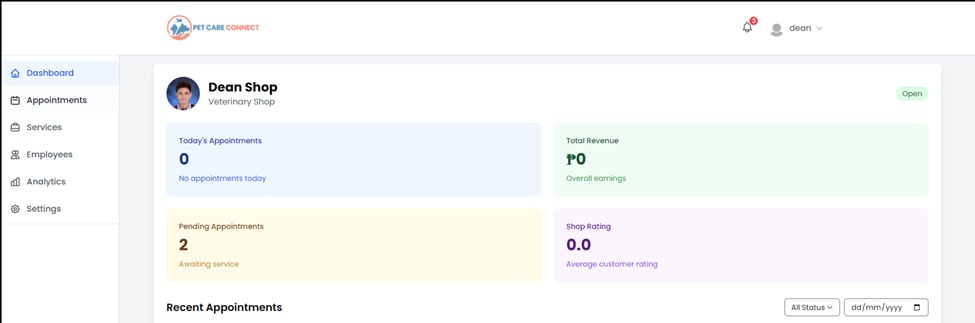 PET CARE CONNECT
3
dean
Dashboard
Appointments
Services
Employees
Analytics
Settings
Dean Shop
Veterinary Shop
Open
Today's Appointments
0
No appointments today
Total Revenue
₱0
Overall earnings
Pending Appointments
2
Awaiting service
Shop Rating
0.0
Average customer rating
Recent Appointments
All Status
dd/mm/yyyy